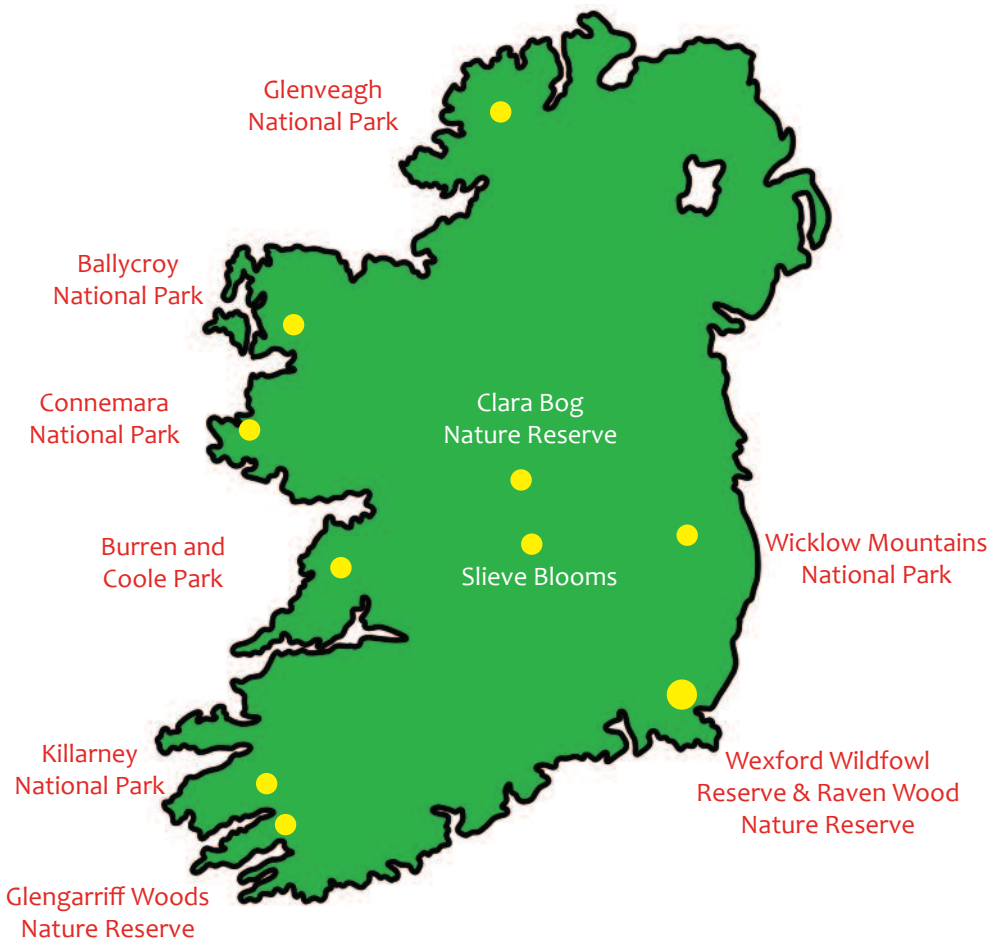 Glenveagh
National Park
Ballycroy
National Park
Connemara
National Park
Clara Bog
Nature Reserve
Burren and
Coole Park
Slieve Blooms
Wicklow Mountains
National Park
Killarney
National Park
Wexford Wildfowl
Reserve & Raven Wood
Nature Reserve
Glengarriff Woods
Nature Reserve